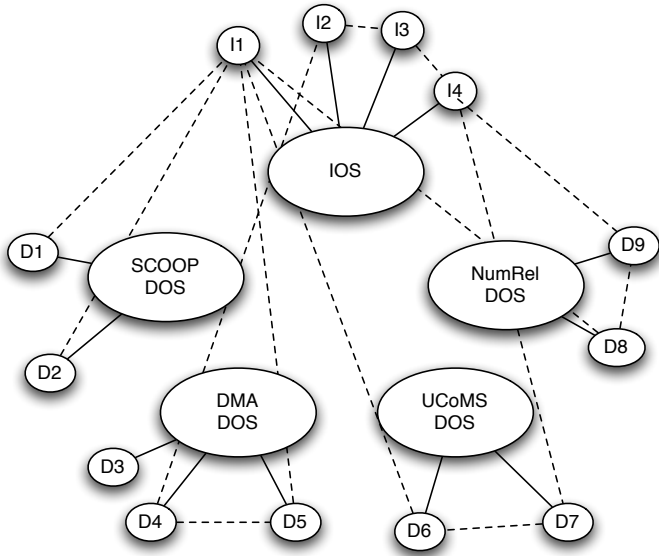 I2
I3
I1
I4
IOS
D1
SCOOP
DOS
D9
NumRel
DOS
D8
D2
DMA
DOS
UCoMS
DOS
D3
D4
D5
D6
D7